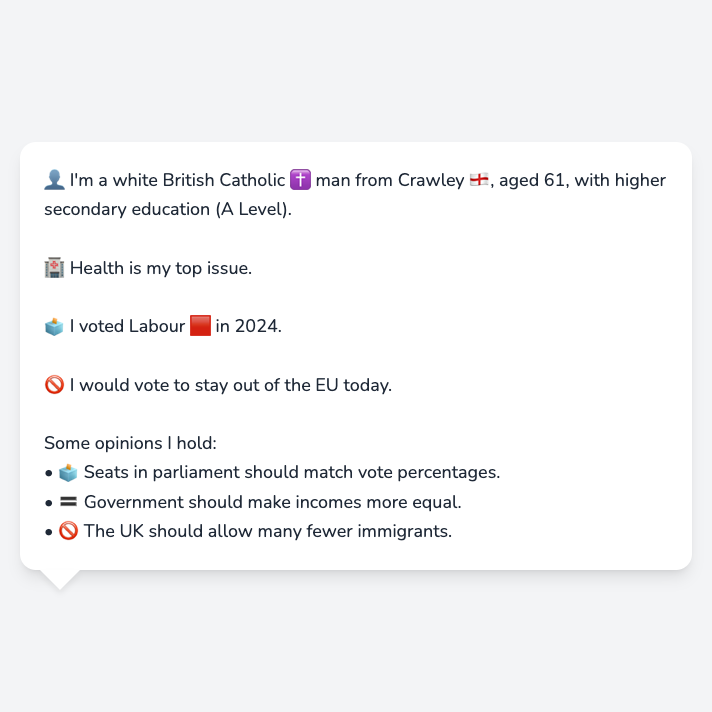 👤 I'm a white British Catholic ✝️ man from Crawley 🏴󠁧󠁢󠁥󠁮󠁧󠁿, aged 61, with higher
secondary education (A Level).
🏥 Health is my top issue.
🗳️ I voted Labour 🟥 in 2024.
🚫 I would vote to stay out of the EU today.
Some opinions I hold:
• 🗳️ Seats in parliament should match vote percentages.
• 🟰 Government should make incomes more equal.
• 🚫 The UK should allow many fewer immigrants.